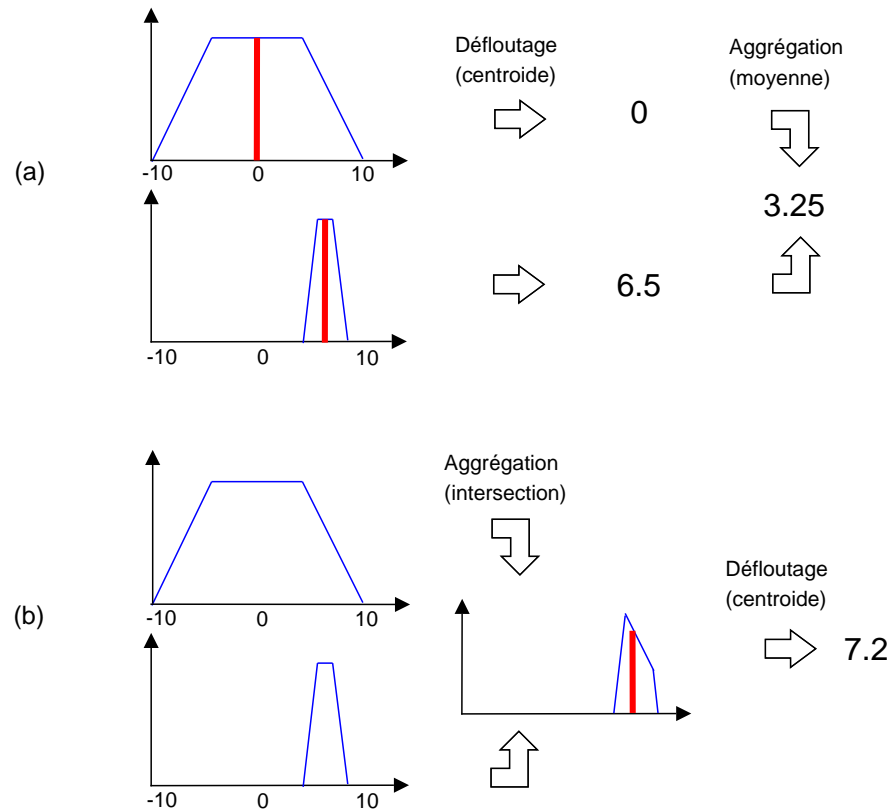 Défloutage
(centroide)
Aggrégation
(moyenne)
0
(a)
-10 0 10
3.25
6.5
-10 0 10
Aggrégation
(intersection)
Défloutage
(centroide)
(b)
-10 0 10
7.2
-10 0 10